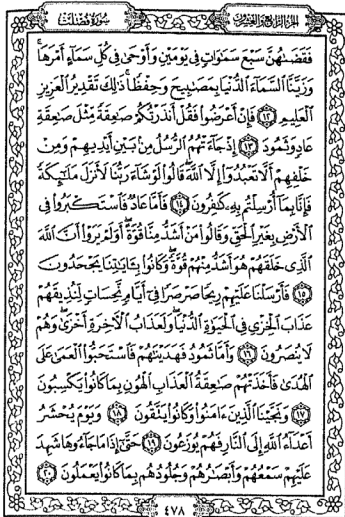 الجزء الرابع والعشرون
سورة فصلت
فَقَضَىٰهُنَّ سَبْعَ سَمَٰوَاتٍ فِي يَوْمَيْنِ وَأَوْحَىٰ فِي كُلِّ سَمَآءٍ أَمْرَهَا ۚ
وَزَيَّنَّا ٱلسَّمَآءَ ٱلدُّنْيَا بِمَصَٰبِيحَ وَحِفْظًا ۚ ذَٰلِكَ تَقْدِيرُ ٱلْعَزِيزِ
ٱلْعَلِيمِ ۝١٢ فَإِنْ أَعْرَضُوا۟ فَقُلْ أَنذَرْتُكُمْ صَٰعِقَةً مِّثْلَ صَٰعِقَةِ
عَادٍ وَثَمُودَ ۝١٣ إِذْ جَآءَتْهُمُ ٱلرُّسُلُ مِنۢ بَيْنِ أَيْدِيهِمْ وَمِنْ
خَلْفِهِمْ أَلَّا تَعْبُدُوٓا۟ إِلَّا ٱللَّهَ ۖ قَالُوا۟ لَوْ شَآءَ رَبُّنَا لَأَنزَلَ مَلَٰٓئِكَةً
فَإِنَّا بِمَآ أُرْسِلْتُم بِهِۦ كَٰفِرُونَ ۝١٤ فَأَمَّا عَادٌ فَٱسْتَكْبَرُوا۟ فِي
ٱلْأَرْضِ بِغَيْرِ ٱلْحَقِّ وَقَالُوا۟ مَنْ أَشَدُّ مِنَّا قُوَّةً ۖ أَوَلَمْ يَرَوْا۟ أَنَّ ٱللَّهَ
ٱلَّذِي خَلَقَهُمْ هُوَ أَشَدُّ مِنْهُمْ قُوَّةً ۖ وَكَانُوا۟ بِـَٔايَٰتِنَا يَجْحَدُونَ
۝١٥ فَأَرْسَلْنَا عَلَيْهِمْ رِيحًا صَرْصَرًا فِيٓ أَيَّامٍ نَّحِسَاتٍ لِّنُذِيقَهُمْ
عَذَابَ ٱلْخِزْيِ فِي ٱلْحَيَوٰةِ ٱلدُّنْيَا ۖ وَلَعَذَابُ ٱلْءَاخِرَةِ أَخْزَىٰ ۖ وَهُمْ
لَا يُنصَرُونَ ۝١٦ وَأَمَّا ثَمُودُ فَهَدَيْنَٰهُمْ فَٱسْتَحَبُّوا۟ ٱلْعَمَىٰ عَلَى
ٱلْهُدَىٰ فَأَخَذَتْهُمْ صَٰعِقَةُ ٱلْعَذَابِ ٱلْهُونِ بِمَا كَانُوا۟ يَكْسِبُونَ
۝١٧ وَنَجَّيْنَا ٱلَّذِينَ ءَامَنُوا۟ وَكَانُوا۟ يَتَّقُونَ ۝١٨ وَيَوْمَ يُحْشَرُ
أَعْدَآءُ ٱللَّهِ إِلَى ٱلنَّارِ فَهُمْ يُوزَعُونَ ۝١٩ حَتَّىٰٓ إِذَا مَا جَآءُوهَا شَهِدَ
عَلَيْهِمْ سَمْعُهُمْ وَأَبْصَٰرُهُمْ وَجُلُودُهُم بِمَا كَانُوا۟ يَعْمَلُونَ ۝٢٠
٤٧٨